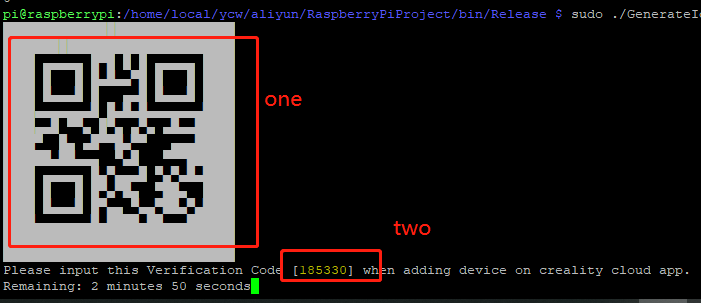 pi@raspberrypi:/home/local/ycw/aliyun/RaspberryPiProject/bin/Release $ sudo ./GenerateI
one
two
Please input this Verification Code [185330] when adding device on creality cloud app.
Remaining: 2 minutes 50 seconds